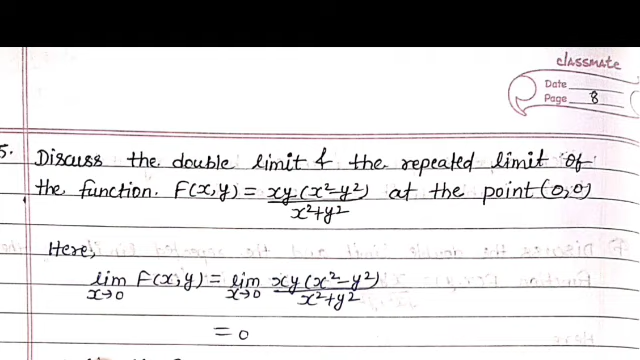 classmate
Date
Page 8
5. Discuss the double limit & the repeated limit of
the function. F(x,y) = xy(x²-y²)/x²+y² at the point (0,0)
Here,
lim x→0 F(x,y) = lim x→0 xy(x²-y²)/x²+y²
= 0